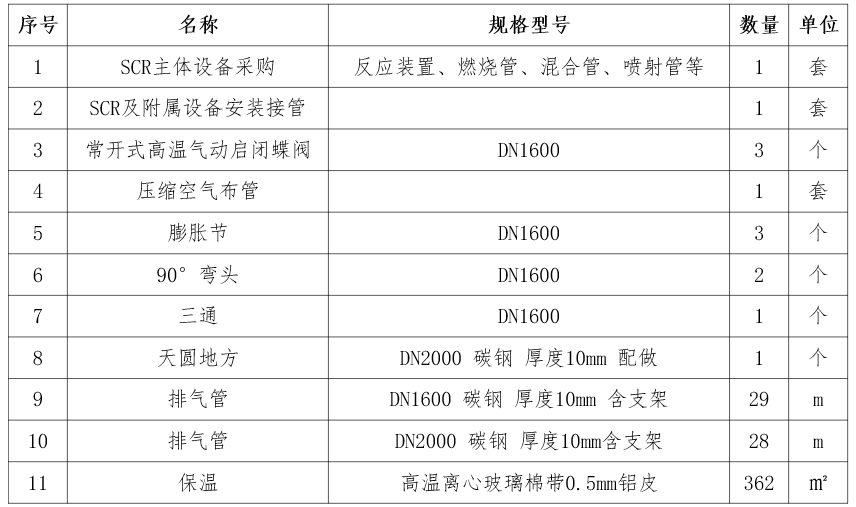 序号 名称 规格型号 数量 单位
1 SCR主体设备采购 反应装置、燃烧管、混合管、喷射管等 1 套
2 SCR及附属设备安装接管 1 套
3 常开式高温气动启闭蝶阀 DN1600 3 个
4 压缩空气布管 1 套
5 膨胀节 DN1600 3 个
6 90°弯头 DN1600 2 个
7 三通 DN1600 1 个
8 天圆地方 DN2000 碳钢 厚度10mm 配做 1 个
9 排气管 DN1600 碳钢 厚度10mm 含支架 29 m
10 排气管 DN2000 碳钢 厚度10mm含支架 28 m
11 保温 高温离心玻璃棉带0.5mm铝皮 362 m²